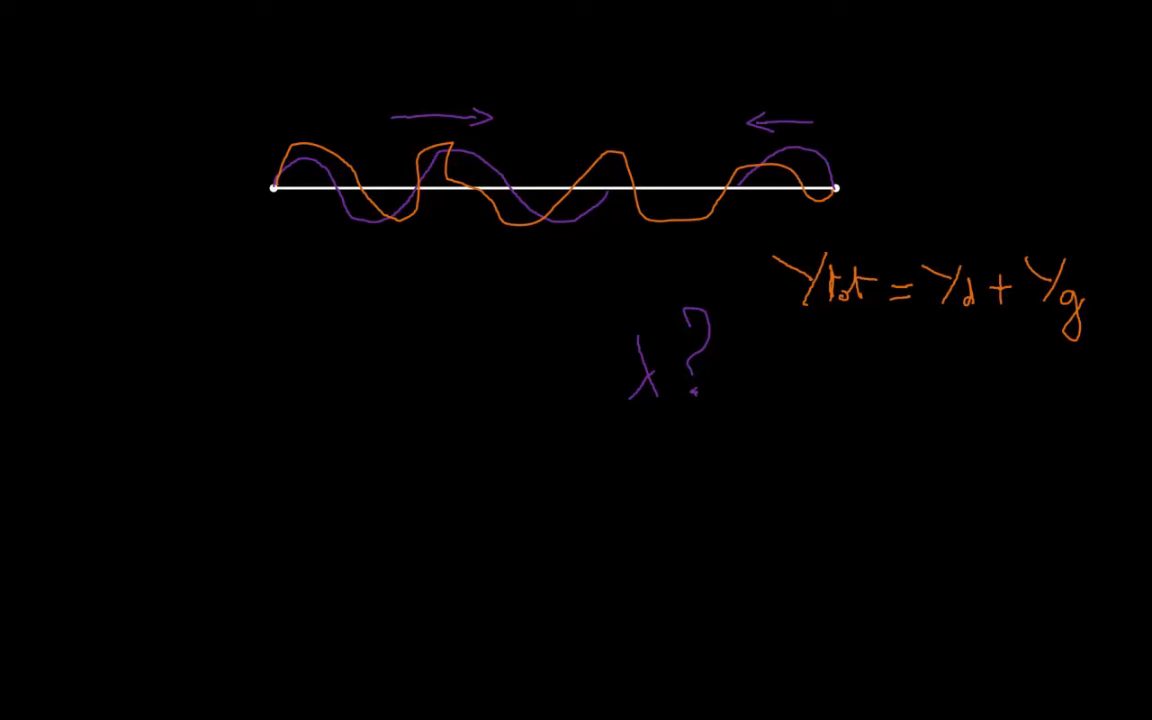 Ytot = Yd + Yg
λ ?